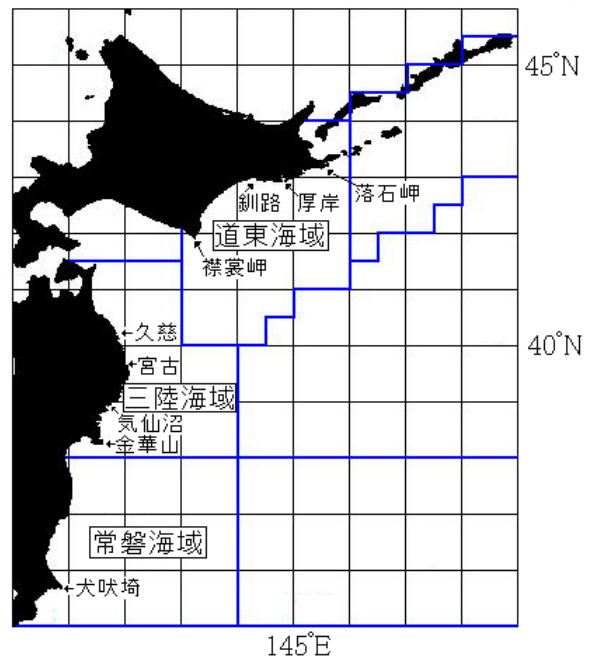 45°N
落石岬
釧路
厚岸
道東海域
襟裳岬
久慈
40°N
宮古
三陸海域
気仙沼
金華山
常磐海域
犬吠埼
145°E